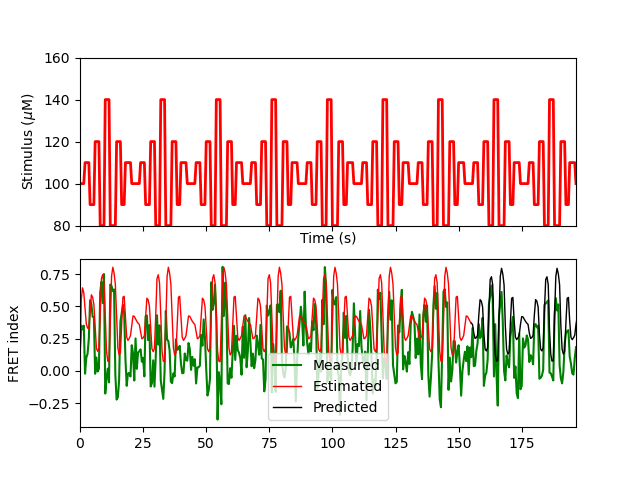 160
140
120
100
80
Stimulus (μM)
Time (s)
0.75
0.50
0.25
0.00
−0.25
FRET index
Measured
Estimated
Predicted
0 25 50 75 100 125 150 175